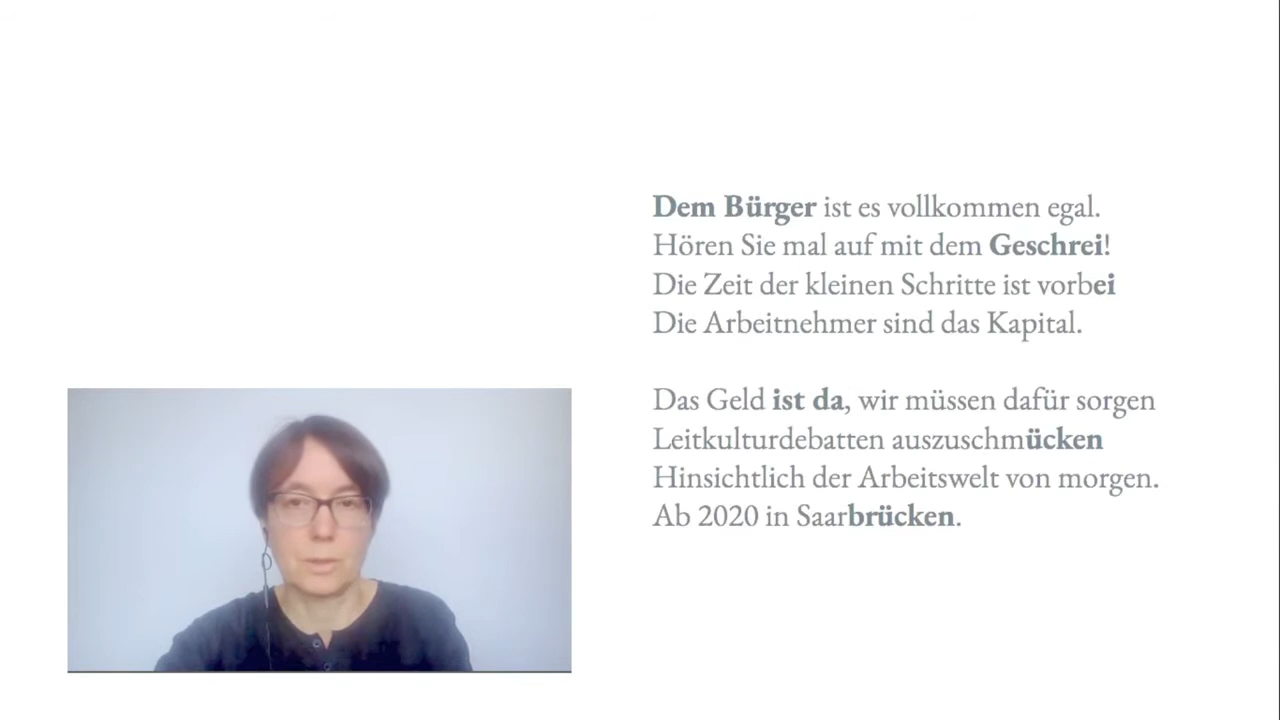 Dem Bürger ist es vollkommen egal.
Hören Sie mal auf mit dem Geschrei!
Die Zeit der kleinen Schritte ist vorbei
Die Arbeitnehmer sind das Kapital.
Das Geld ist da, wir müssen dafür sorgen
Leitkulturdebatten auszuschmücken
Hinsichtlich der Arbeitswelt von morgen.
Ab 2020 in Saarbrücken.